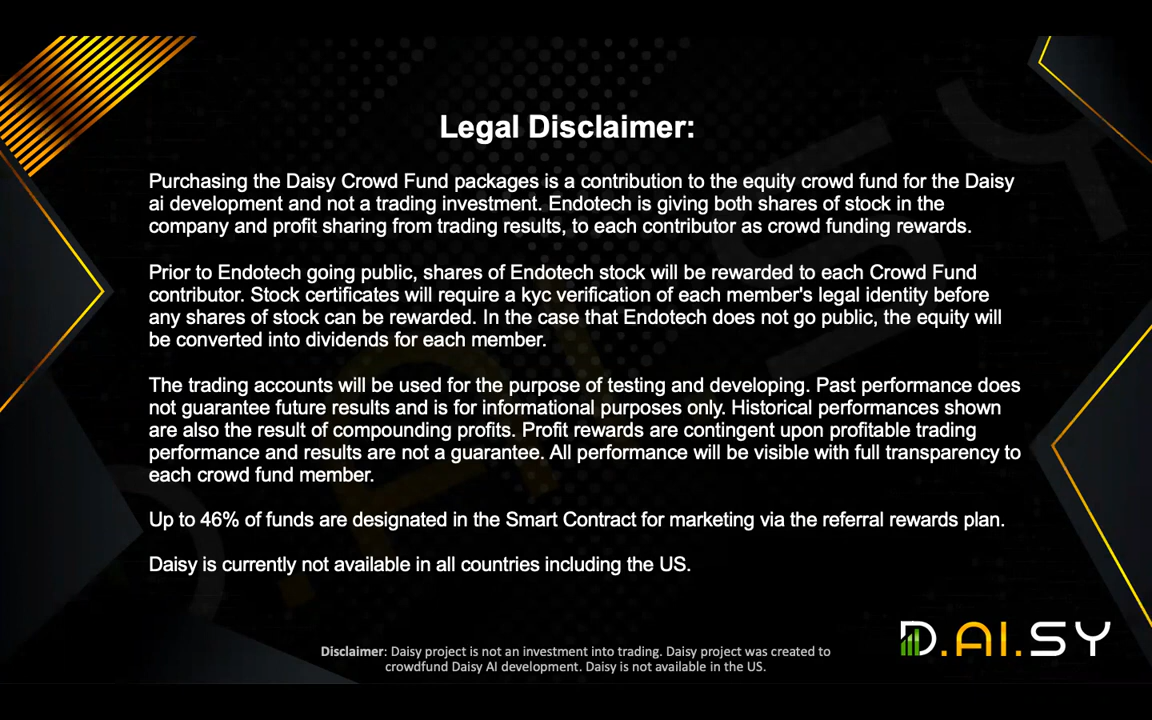 Legal Disclaimer:
Purchasing the Daisy Crowd Fund packages is a contribution to the equity crowd fund for the Daisy
ai development and not a trading investment. Endotech is giving both shares of stock in the
company and profit sharing from trading results, to each contributor as crowd funding rewards.
Prior to Endotech going public, shares of Endotech stock will be rewarded to each Crowd Fund
contributor. Stock certificates will require a kyc verification of each member's legal identity before
any shares of stock can be rewarded. In the case that Endotech does not go public, the equity will
be converted into dividends for each member.
The trading accounts will be used for the purpose of testing and developing. Past performance does
not guarantee future results and is for informational purposes only. Historical performances shown
are also the result of compounding profits. Profit rewards are contingent upon profitable trading
performance and results are not a guarantee. All performance will be visible with full transparency to
each crowd fund member.
Up to 46% of funds are designated in the Smart Contract for marketing via the referral rewards plan.
Daisy is currently not available in all countries including the US.
D.AI.SY
Disclaimer: Daisy project is not an investment into trading. Daisy project was created to
crowdfund Daisy AI development. Daisy is not available in the US.